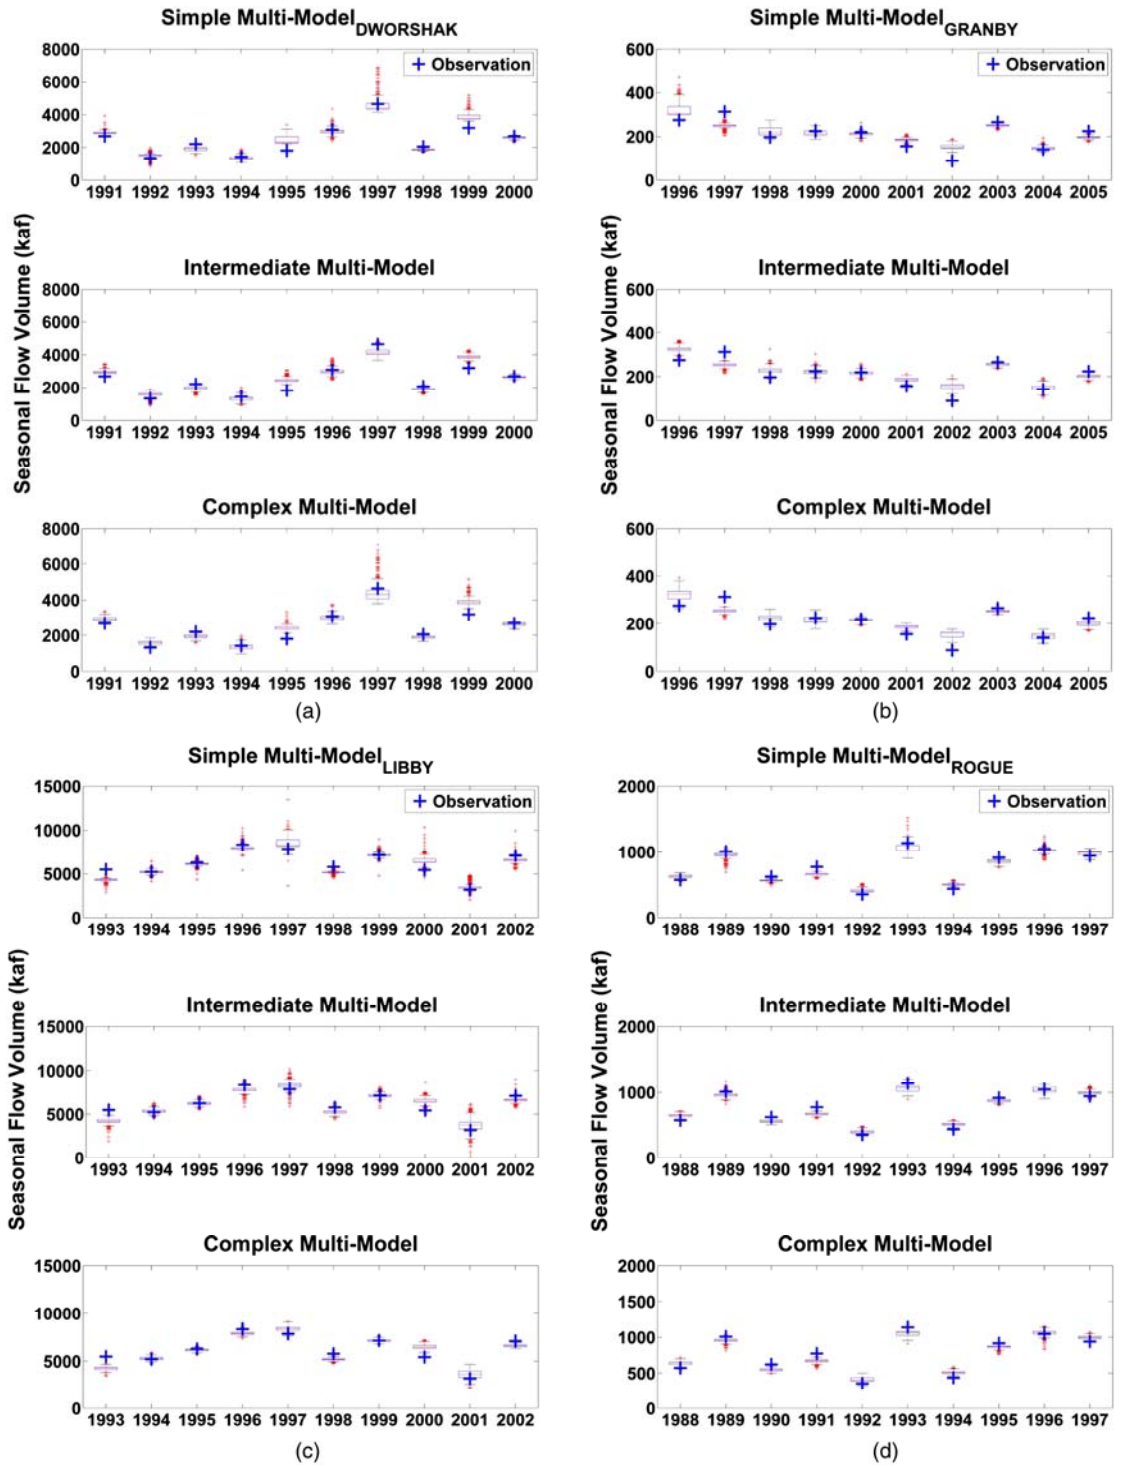 Simple Multi-Model DWORSHAK
8000
6000
4000
2000
0
Observation
1991 1992 1993 1994 1995 1996 1997 1998 1999 2000
Intermediate Multi-Model
8000
6000
4000
2000
0
1991 1992 1993 1994 1995 1996 1997 1998 1999 2000
Seasonal Flow Volume (kaf)
Complex Multi-Model
8000
6000
4000
2000
0
1991 1992 1993 1994 1995 1996 1997 1998 1999 2000
(a)
Simple Multi-Model GRANBY
600
400
200
0
Observation
1996 1997 1998 1999 2000 2001 2002 2003 2004 2005
Intermediate Multi-Model
600
400
200
0
1996 1997 1998 1999 2000 2001 2002 2003 2004 2005
Seasonal Flow Volume (kaf)
Complex Multi-Model
600
400
200
0
1996 1997 1998 1999 2000 2001 2002 2003 2004 2005
(b)
Simple Multi-Model LIBBY
15000
10000
5000
0
Observation
1993 1994 1995 1996 1997 1998 1999 2000 2001 2002
Intermediate Multi-Model
15000
10000
5000
0
1993 1994 1995 1996 1997 1998 1999 2000 2001 2002
Seasonal Flow Volume (kaf)
Complex Multi-Model
15000
10000
5000
0
1993 1994 1995 1996 1997 1998 1999 2000 2001 2002
(c)
Simple Multi-Model ROGUE
2000
1000
0
Observation
1988 1989 1990 1991 1992 1993 1994 1995 1996 1997
Intermediate Multi-Model
2000
1000
0
1988 1989 1990 1991 1992 1993 1994 1995 1996 1997
Seasonal Flow Volume (kaf)
Complex Multi-Model
2000
1500
1000
500
0
1988 1989 1990 1991 1992 1993 1994 1995 1996 1997
(d)